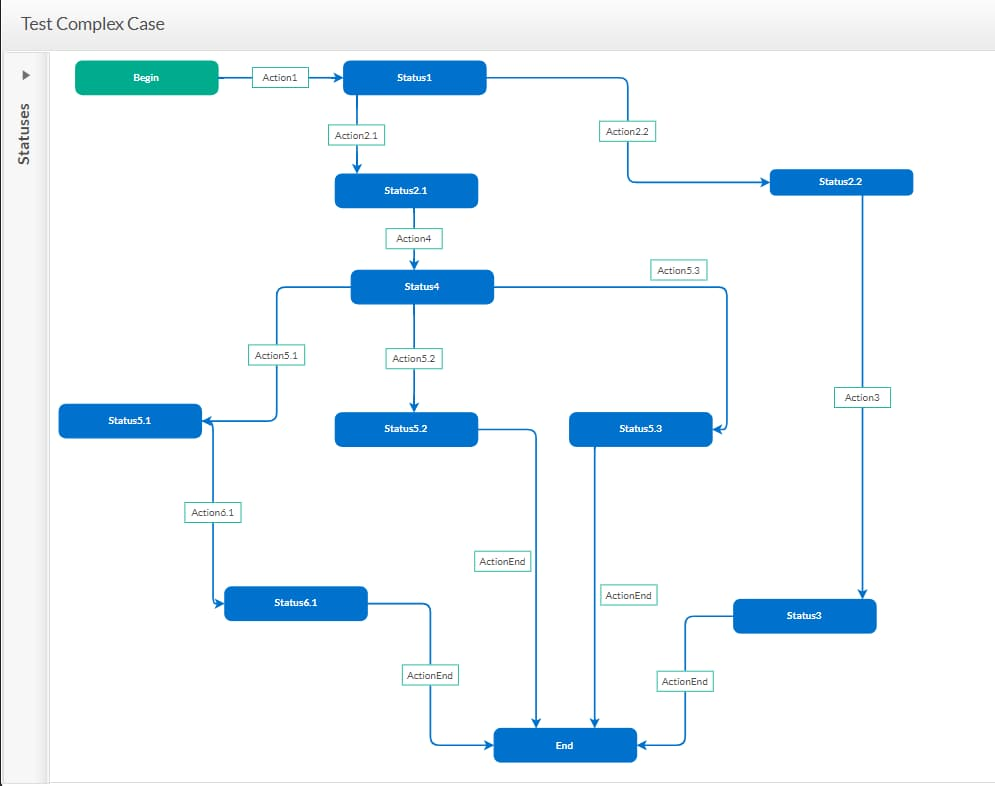 Test Complex Case
Statuses
Begin
Action1
Status1
Action2.1
Action2.2
Status2.1
Status2.2
Action4
Action5.3
Status4
Action5.1
Action5.2
Action3
Status5.1
Status5.2
Status5.3
Action6.1
ActionEnd
ActionEnd
Status6.1
Status3
ActionEnd
ActionEnd
End